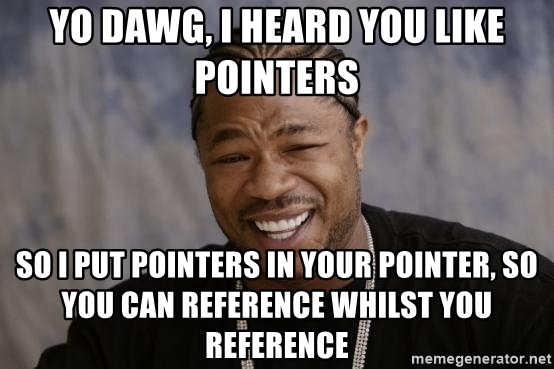 YO DAWG, I HEARD YOU LIKE
POINTERS
SO I PUT POINTERS IN YOUR POINTER, SO
YOU CAN REFERENCE WHILST YOU
REFERENCE
memegenerator.net